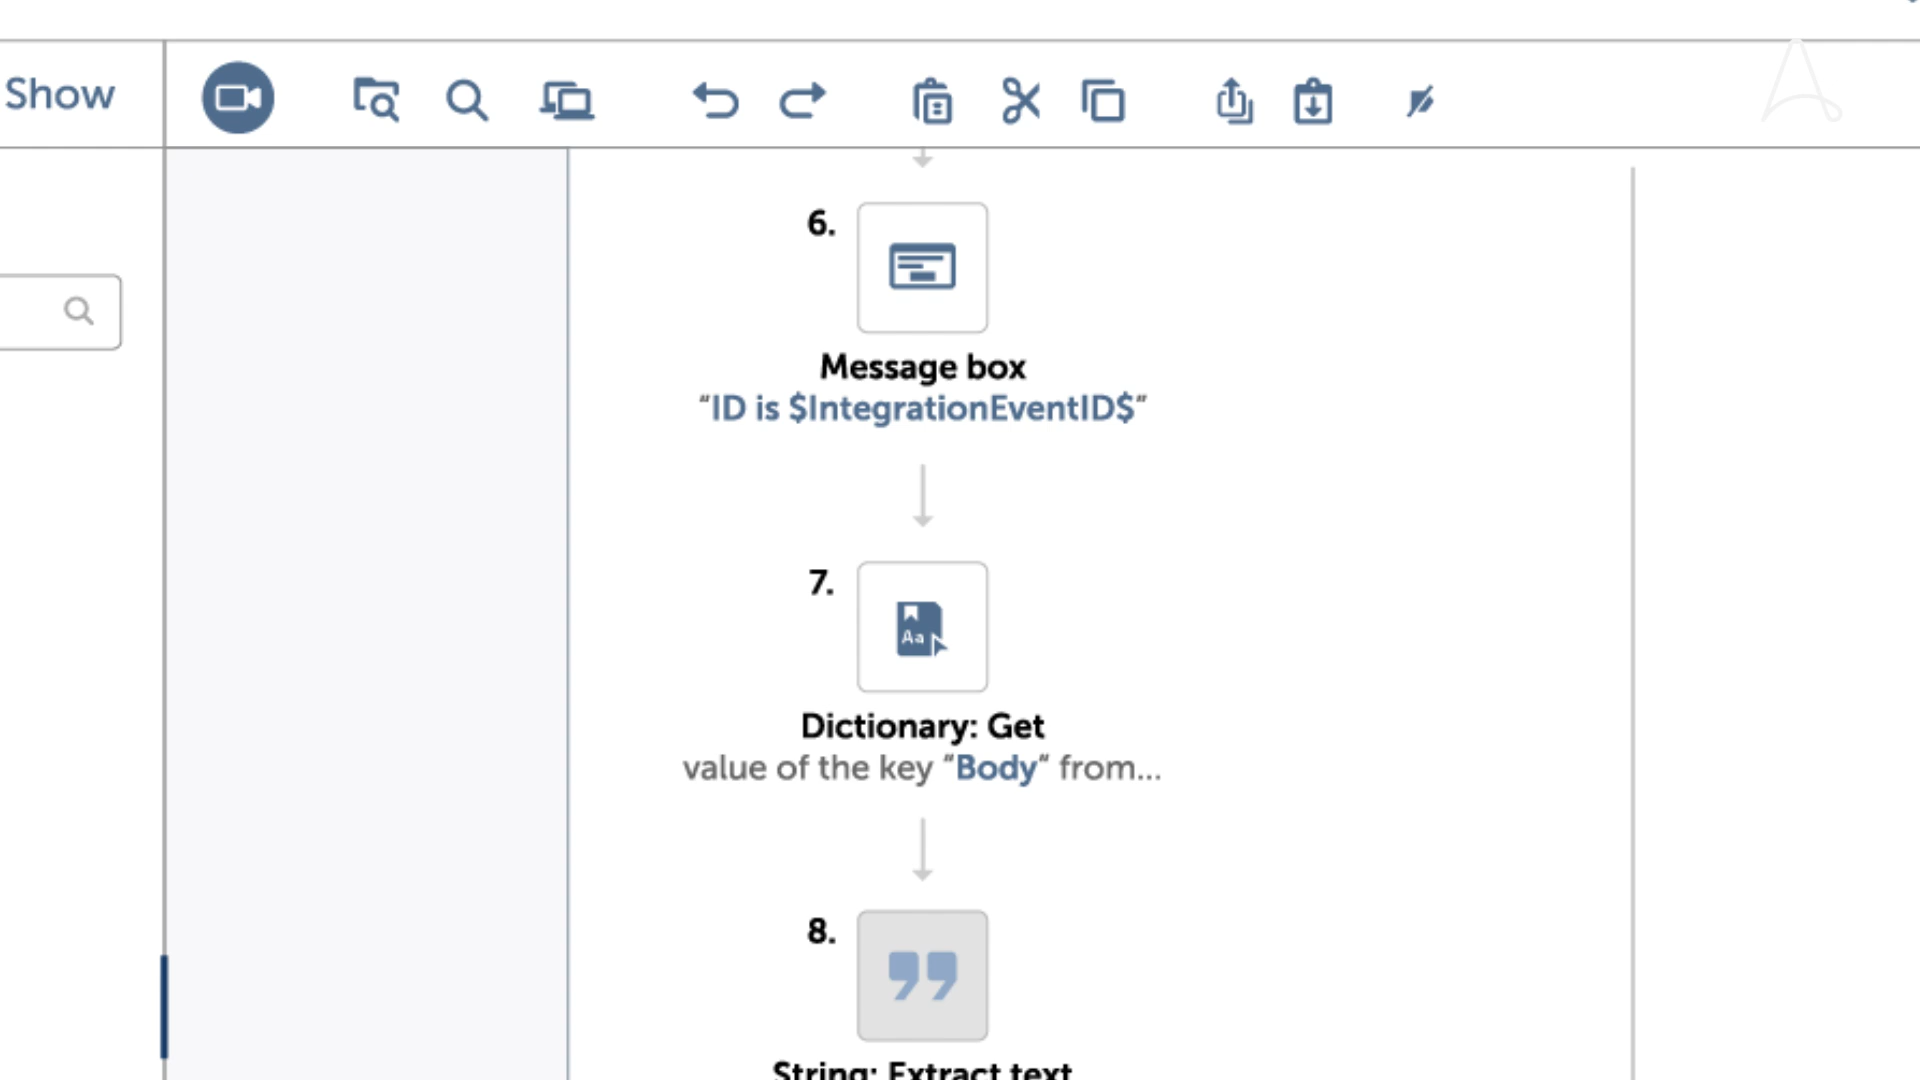 Show
6.
Message box
“ID is $IntegrationEventID$”
7.
Aa
Dictionary: Get
value of the key “Body“ from...
8.
String: Extract text